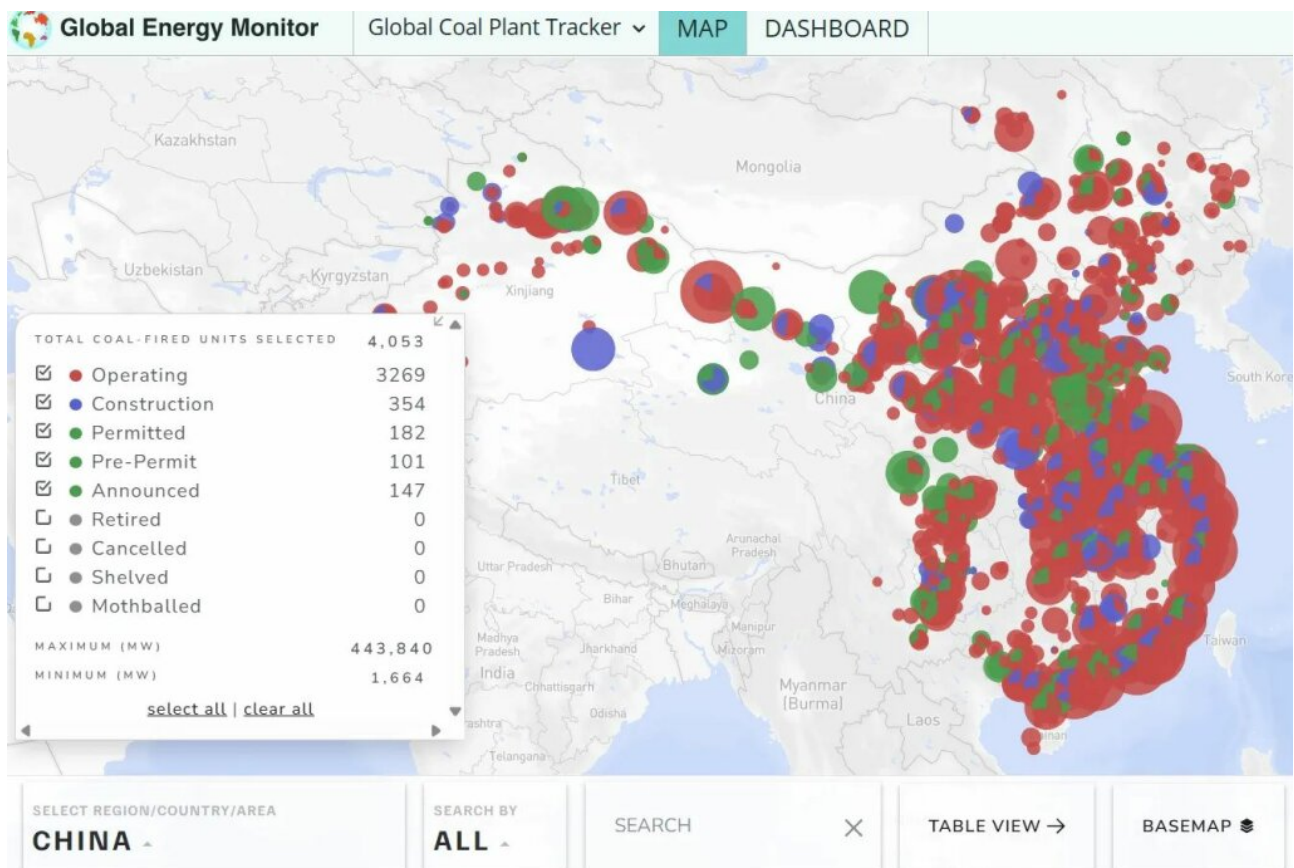 Global Energy Monitor
Global Coal Plant Tracker
MAP
DASHBOARD
Kazakhstan
Mongolia
Uzbekistan
Kyrgyzstan
Xinjiang
South Kore
China
Tibet
Arunachal
Pradesh
Uttar Pradesh
Bhutan
Bihar
Meghalaya
Manipur
Madhya
Pradesh
Jharkhand
Mizoram
Taiwan
India
Chhattisgarh
Myanmar
(Burma)
Odisha
Laos
Telangana
TOTAL COAL-FIRED UNITS SELECTED 4,053
Operating 3269
Construction 354
Permitted 182
Pre-Permit 101
Announced 147
Retired 0
Cancelled 0
Shelved 0
Mothballed 0
MAXIMUM (MW) 443,840
MINIMUM (MW) 1,664
select all | clear all
SELECT REGION/COUNTRY/AREA
CHINA
SEARCH BY
ALL
SEARCH
TABLE VIEW →
BASEMAP